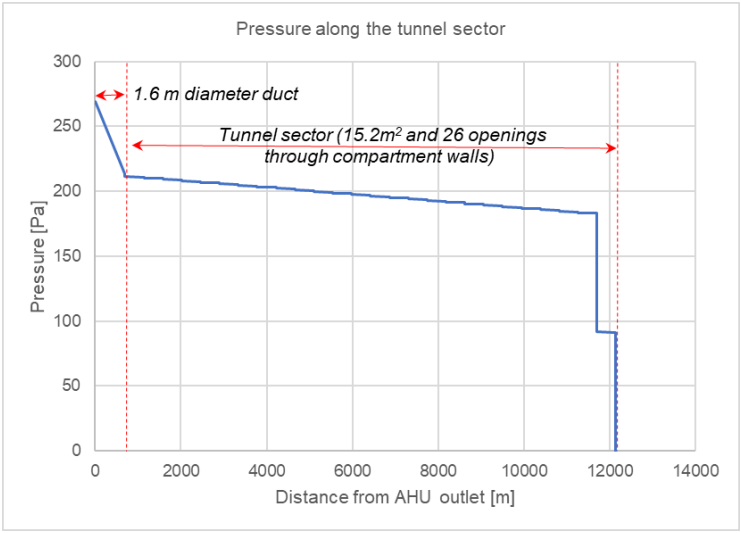 Pressure along the tunnel sector
300
250
200
150
100
50
0
Pressure [Pa]
1.6 m diameter duct
Tunnel sector (15.2m² and 26 openings
through compartment walls)
0 2000 4000 6000 8000 10000 12000 14000
Distance from AHU outlet [m]